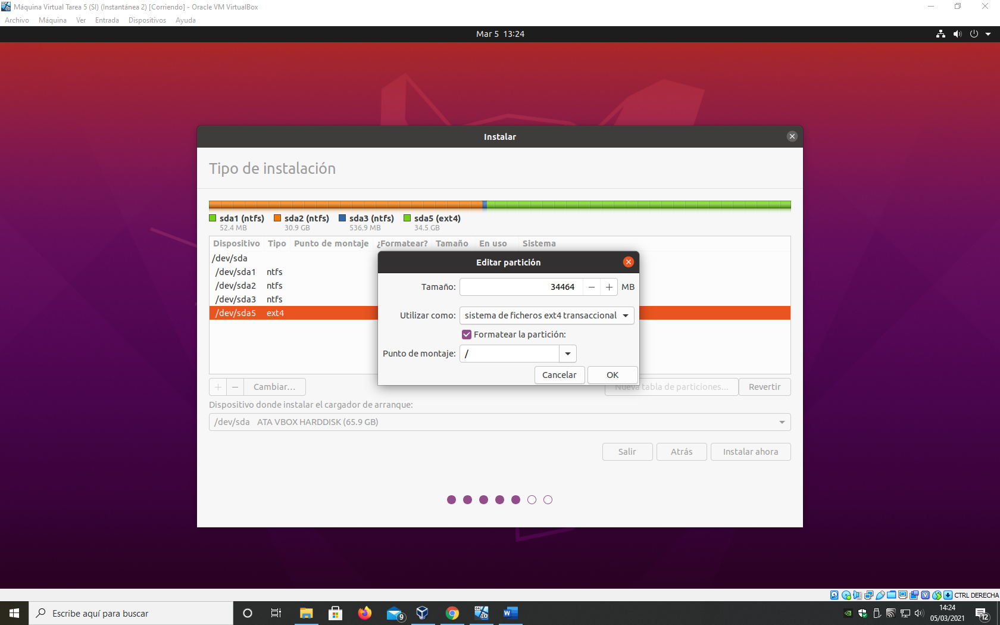 Máquina Virtual Tarea 5 (SI) (Instantánea 2) [Corriendo] - Oracle VM VirtualBox
Archivo Máquina Ver Entrada Dispositivos Ayuda
Mar 5 13:24
Instalar
Tipo de instalación
sda1 (ntfs) sda2 (ntfs) sda3 (ntfs) sda5 (ext4)
52.4 MB 30.9 GB 536.9 MB 34.5 GB
Dispositivo Tipo Punto de montaje ¿Formatear? Tamaño En uso Sistema
/dev/sda
/dev/sda1 ntfs
/dev/sda2 ntfs
/dev/sda3 ntfs
/dev/sda5 ext4
Editar partición
Tamaño: 34464 − + MB
Utilizar como: sistema de ficheros ext4 transaccional
Formatear la partición:
Punto de montaje: /
Cancelar OK
+ − Cambiar... Nueva tabla de particiones... Revertir
Dispositivo donde instalar el cargador de arranque:
/dev/sda ATA VBOX HARDDISK (65.9 GB)
Salir Atrás Instalar ahora
CTRL DERECHA
Escribe aquí para buscar
9
14:24
05/03/2021
12